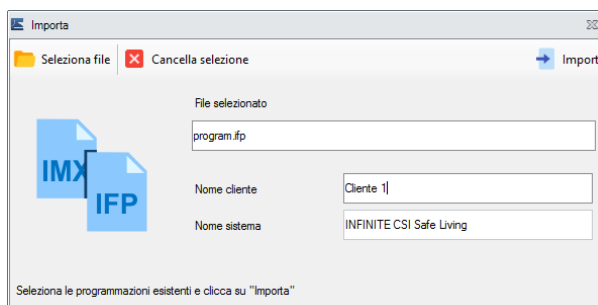 Importa
Seleziona file Cancella selezione Import
File selezionato
program.ifp
IMX
IFP
Nome cliente Cliente 1
Nome sistema INFINITE CSI Safe Living
Seleziona le programmazioni esistenti e clicca su "Importa"